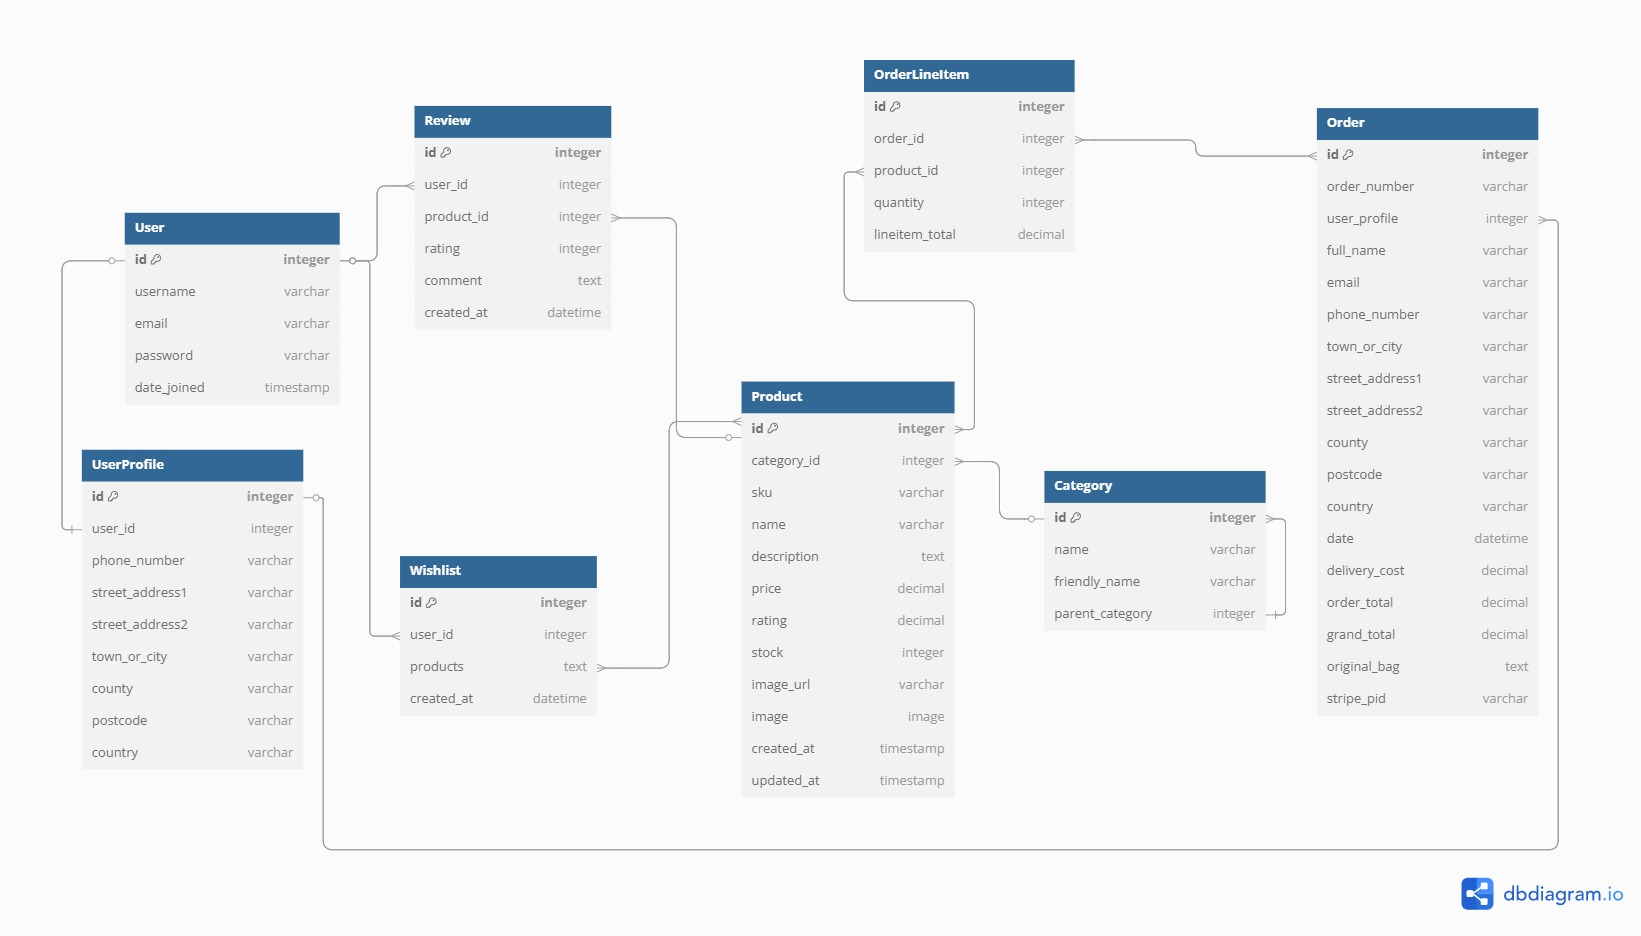 User
id integer
username varchar
email varchar
password varchar
date_joined timestamp
UserProfile
id integer
user_id integer
phone_number varchar
street_address1 varchar
street_address2 varchar
town_or_city varchar
county varchar
postcode varchar
country varchar
Review
id integer
user_id integer
product_id integer
rating integer
comment text
created_at datetime
Wishlist
id integer
user_id integer
products text
created_at datetime
Product
id integer
category_id integer
sku varchar
name varchar
description text
price decimal
rating decimal
stock integer
image_url varchar
image image
created_at timestamp
updated_at timestamp
OrderLineItem
id integer
order_id integer
product_id integer
quantity integer
lineitem_total decimal
Category
id integer
name varchar
friendly_name varchar
parent_category integer
Order
id integer
order_number varchar
user_profile integer
full_name varchar
email varchar
phone_number varchar
town_or_city varchar
street_address1 varchar
street_address2 varchar
county varchar
postcode varchar
country varchar
date datetime
delivery_cost decimal
order_total decimal
grand_total decimal
original_bag text
stripe_pid varchar
dbdiagram.io